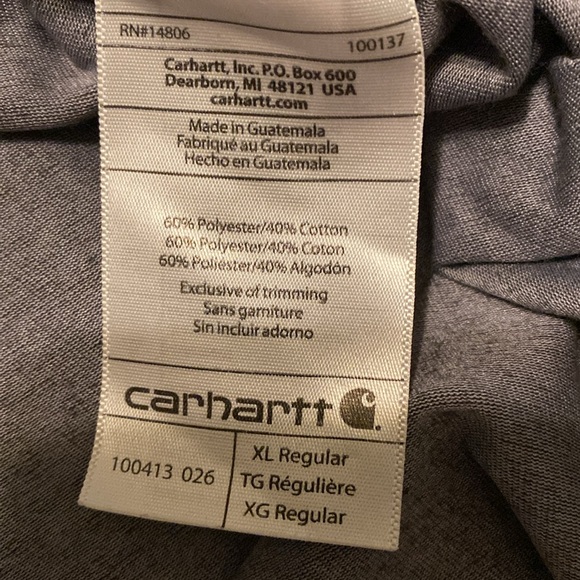 RN#14806 100137
Carhartt, Inc. P.O. Box 600
Dearborn, MI 48121 USA
carhartt.com
Made in Guatemala
Fabriqué au Guatemala
Hecho en Guatemala
60% Polyester/40% Cotton
60% Polyester/40% Coton
60% Poliester/40% Algodón
Exclusive of trimming
Sans garniture
Sin incluir adorno
carhartt
100413 026
XL Regular
TG Régulière
XG Regular